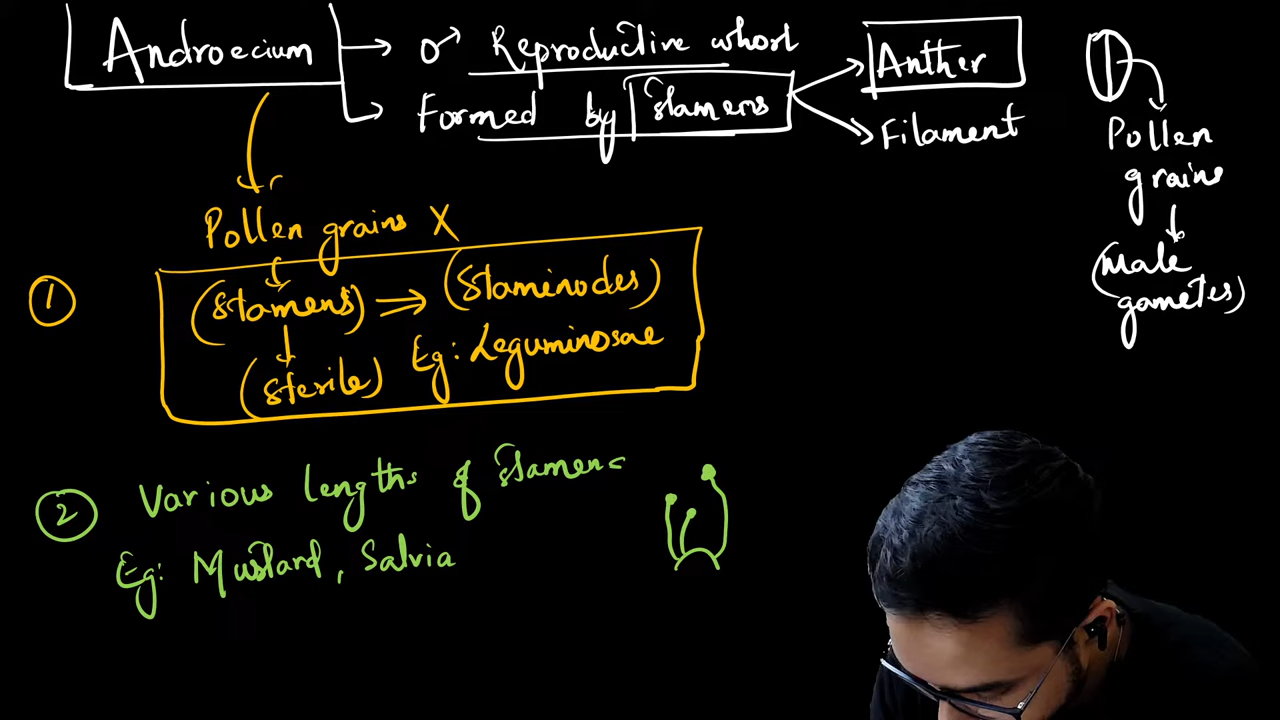 Androecium → ♂ Reproductive whorl
→ Formed by Stamens → Anther
→ Filament
Pollen
grains
(Male
gametes)
Pollen grains X
①
(Stamens) ⇒ (Staminodes)
(Sterile) Eg: Leguminosae
② Various lengths of Stamens
Eg: Mustard, Salvia